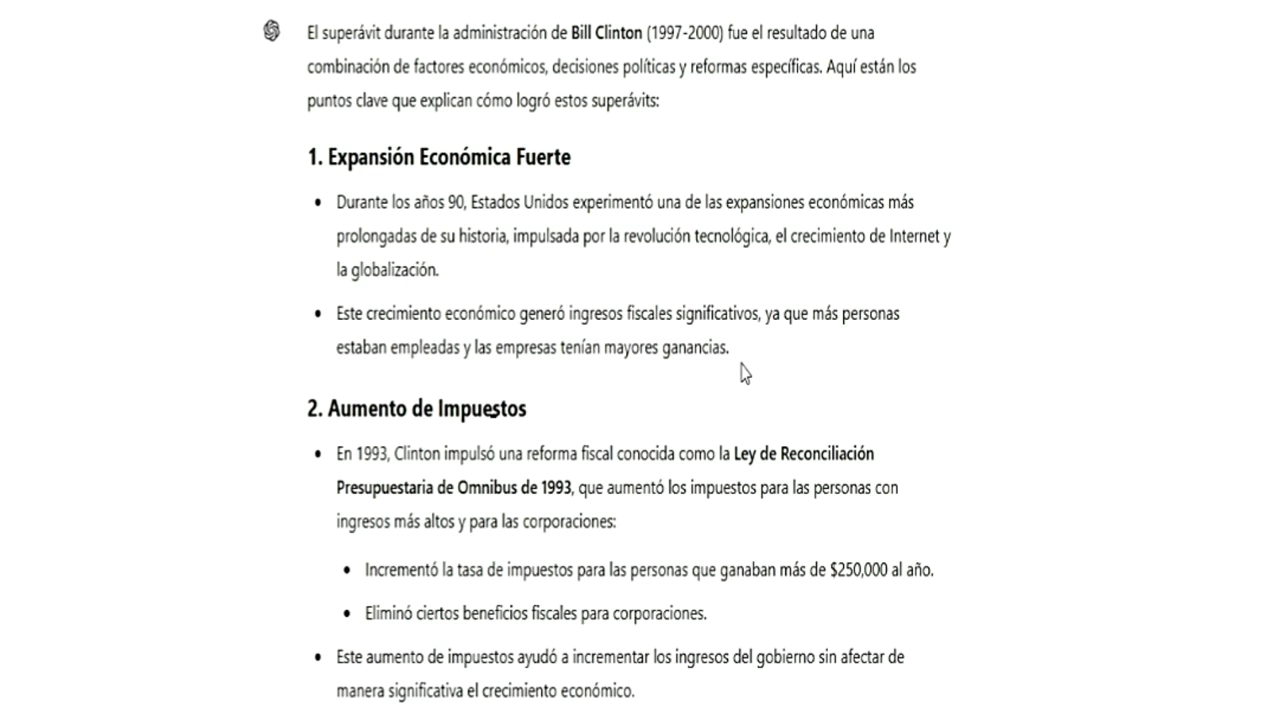 El superávit durante la administración de Bill Clinton (1997-2000) fue el resultado de una
combinación de factores económicos, decisiones políticas y reformas específicas. Aquí están los
puntos clave que explican cómo logró estos superávits:
1. Expansión Económica Fuerte
• Durante los años 90, Estados Unidos experimentó una de las expansiones económicas más
prolongadas de su historia, impulsada por la revolución tecnológica, el crecimiento de Internet y
la globalización.
• Este crecimiento económico generó ingresos fiscales significativos, ya que más personas
estaban empleadas y las empresas tenían mayores ganancias.
2. Aumento de Impuestos
• En 1993, Clinton impulsó una reforma fiscal conocida como la Ley de Reconciliación
Presupuestaria de Omnibus de 1993, que aumentó los impuestos para las personas con
ingresos más altos y para las corporaciones:
• Incrementó la tasa de impuestos para las personas que ganaban más de $250,000 al año.
• Eliminó ciertos beneficios fiscales para corporaciones.
• Este aumento de impuestos ayudó a incrementar los ingresos del gobierno sin afectar de
manera significativa el crecimiento económico.